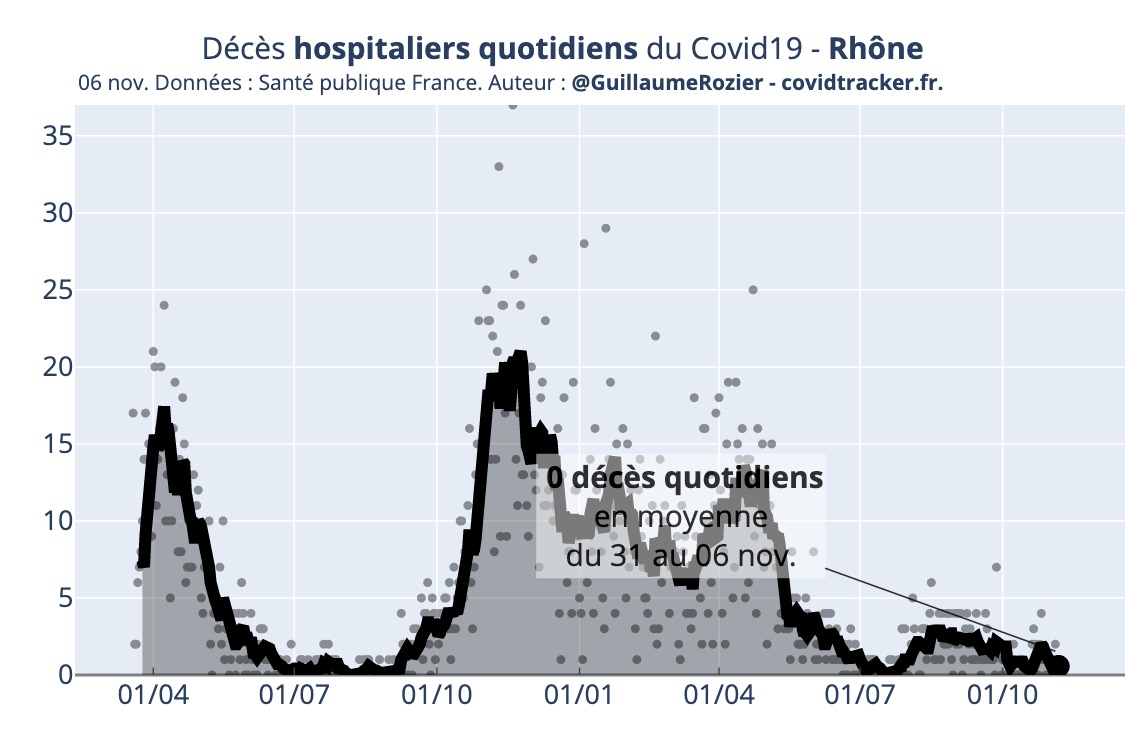 Décès hospitaliers quotidiens du Covid19 - Rhône
06 nov. Données : Santé publique France. Auteur : @GuillaumeRozier - covidtracker.fr.
35
30
25
20
15
10
5
0
0 décès quotidiens
en moyenne
du 31 au 06 nov.
01/04 01/07 01/10 01/01 01/04 01/07 01/10